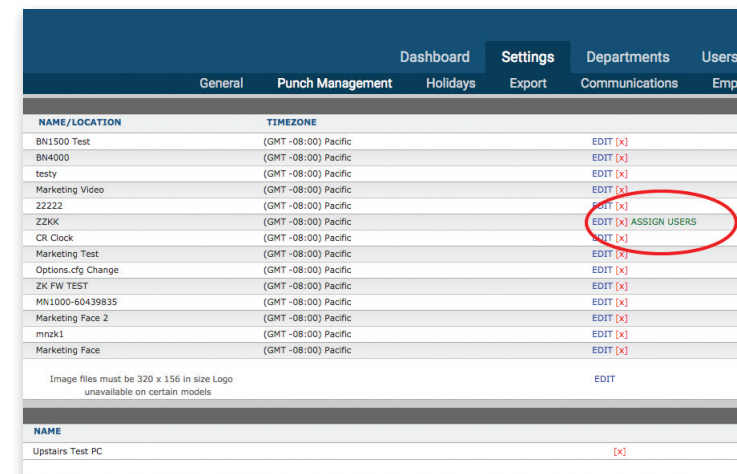 Dashboard Settings Departments Users
General Punch Management Holidays Export Communications Emp
NAME/LOCATION TIMEZONE
BN1500 Test (GMT -08:00) Pacific EDIT [x]
BN4000 (GMT -08:00) Pacific EDIT [x]
testy (GMT -08:00) Pacific EDIT [x]
Marketing Video (GMT -08:00) Pacific EDIT [x]
22222 (GMT -08:00) Pacific EDIT [x]
ZZKK (GMT -08:00) Pacific EDIT [x] ASSIGN USERS
CR Clock (GMT -08:00) Pacific EDIT [x]
Marketing Test (GMT -08:00) Pacific EDIT [x]
Options.cfg Change (GMT -08:00) Pacific EDIT [x]
ZK FW TEST (GMT -08:00) Pacific EDIT [x]
MN1000-60439835 (GMT -08:00) Pacific EDIT [x]
Marketing Face 2 (GMT -08:00) Pacific EDIT [x]
mnzk1 (GMT -08:00) Pacific EDIT [x]
Marketing Face (GMT -08:00) Pacific EDIT [x]
Image files must be 320 x 156 in size Logo EDIT
unavailable on certain models
NAME
Upstairs Test PC [x]